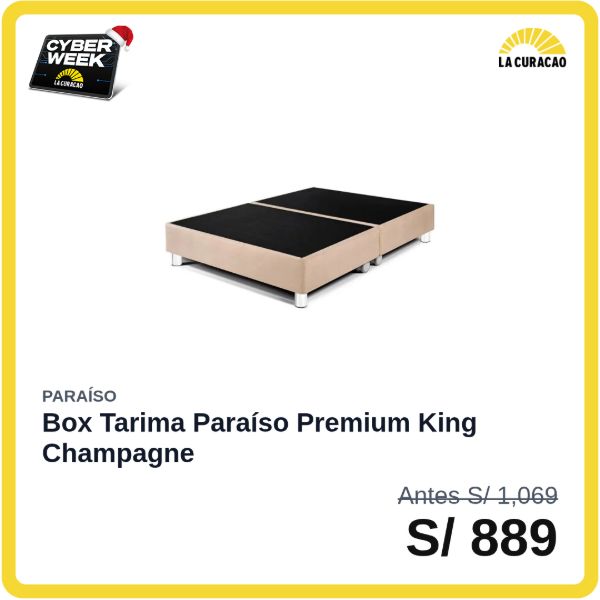 CYBER
WEEK
LA CURACAO
LA CURACAO
PARAÍSO
Box Tarima Paraíso Premium King
Champagne
Antes S/ 1,069
S/ 889